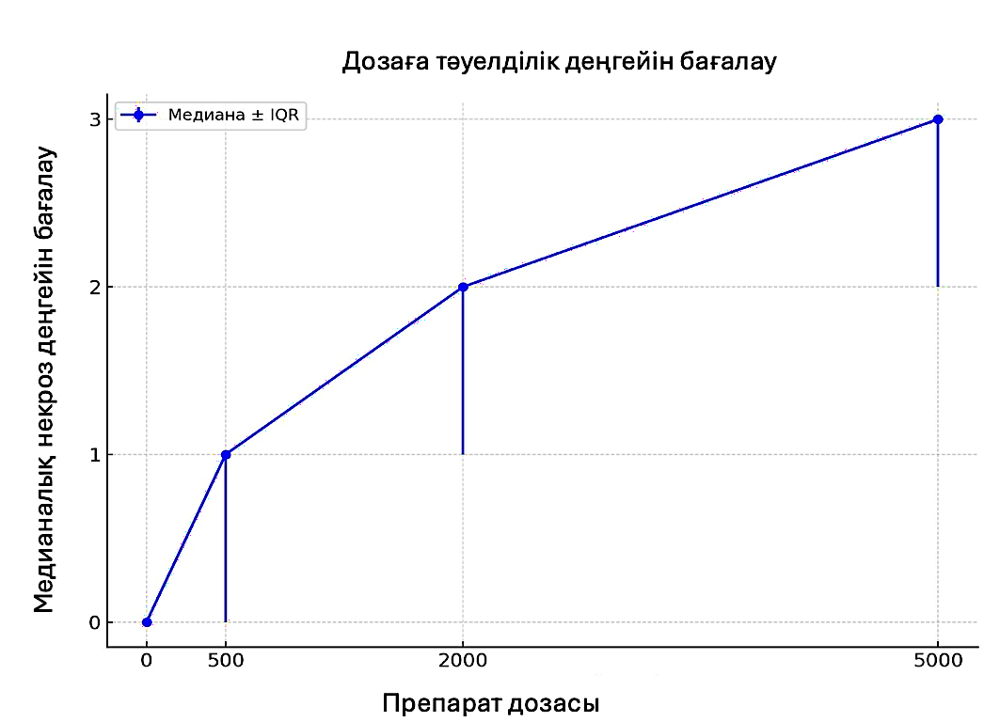 Дозаға тәуелділік деңгейін бағалау
Медиана ± IQR
Медианалық некроз деңгейін бағалау
3
2
1
0
0 500 2000 5000
Препарат дозасы